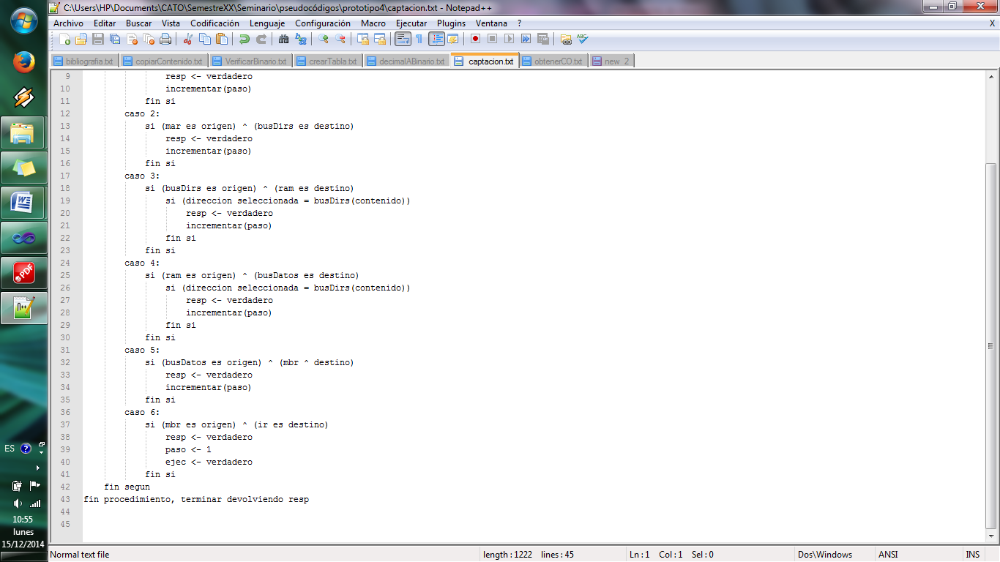 C:\Users\HP\Documents\CATO\SemestreXX\Seminario\pseudocódigos\prototipo4\captacion.txt - Notepad++
Archivo Editar Buscar Vista Codificación Lenguaje Configuración Macro Ejecutar Plugins Ventana ? X
bibliografia.txt copiarContenido.txt VerificarBinario.txt crearTabla.txt decimalABinario.txt captacion.txt obtenerCO.txt new 2
9 resp <- verdadero
10 incrementar(paso)
11 fin si
12 caso 2:
13 si (mar es origen) ^ (busDirs es destino)
14 resp <- verdadero
15 incrementar(paso)
16 fin si
17 caso 3:
18 si (busDirs es origen) ^ (ram es destino)
19 si (direccion seleccionada = busDirs(contenido))
20 resp <- verdadero
21 incrementar(paso)
22 fin si
23 fin si
24 caso 4:
25 si (ram es origen) ^ (busDatos es destino)
26 si (direccion seleccionada = busDirs(contenido))
27 resp <- verdadero
28 incrementar(paso)
29 fin si
30 fin si
31 caso 5:
32 si (busDatos es origen) ^ (mbr ^ destino)
33 resp <- verdadero
34 incrementar(paso)
35 fin si
36 caso 6:
37 si (mbr es origen) ^ (ir es destino)
38 resp <- verdadero
39 paso <- 1
40 ejec <- verdadero
41 fin si
42 fin segun
43 fin procedimiento, terminar devolviendo resp
44
45
Normal text file length : 1222 lines : 45 Ln : 1 Col : 1 Sel : 0 Dos\Windows ANSI INS
ES
10:55
lunes
15/12/2014